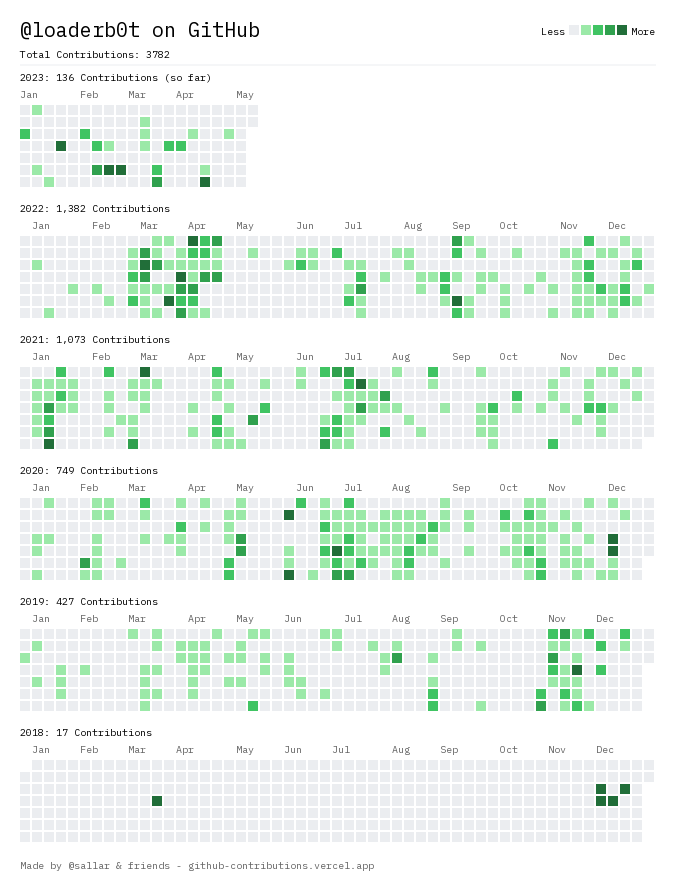 @loaderb0t on GitHub
Less More
Total Contributions: 3782
2023: 136 Contributions (so far)
Jan Feb Mar Apr May
2022: 1,382 Contributions
Jan Feb Mar Apr May Jun Jul Aug Sep Oct Nov Dec
2021: 1,073 Contributions
Jan Feb Mar Apr May Jun Jul Aug Sep Oct Nov Dec
2020: 749 Contributions
Jan Feb Mar Apr May Jun Jul Aug Sep Oct Nov Dec
2019: 427 Contributions
Jan Feb Mar Apr May Jun Jul Aug Sep Oct Nov Dec
2018: 17 Contributions
Jan Feb Mar Apr May Jun Jul Aug Sep Oct Nov Dec
Made by @sallar & friends - github-contributions.vercel.app